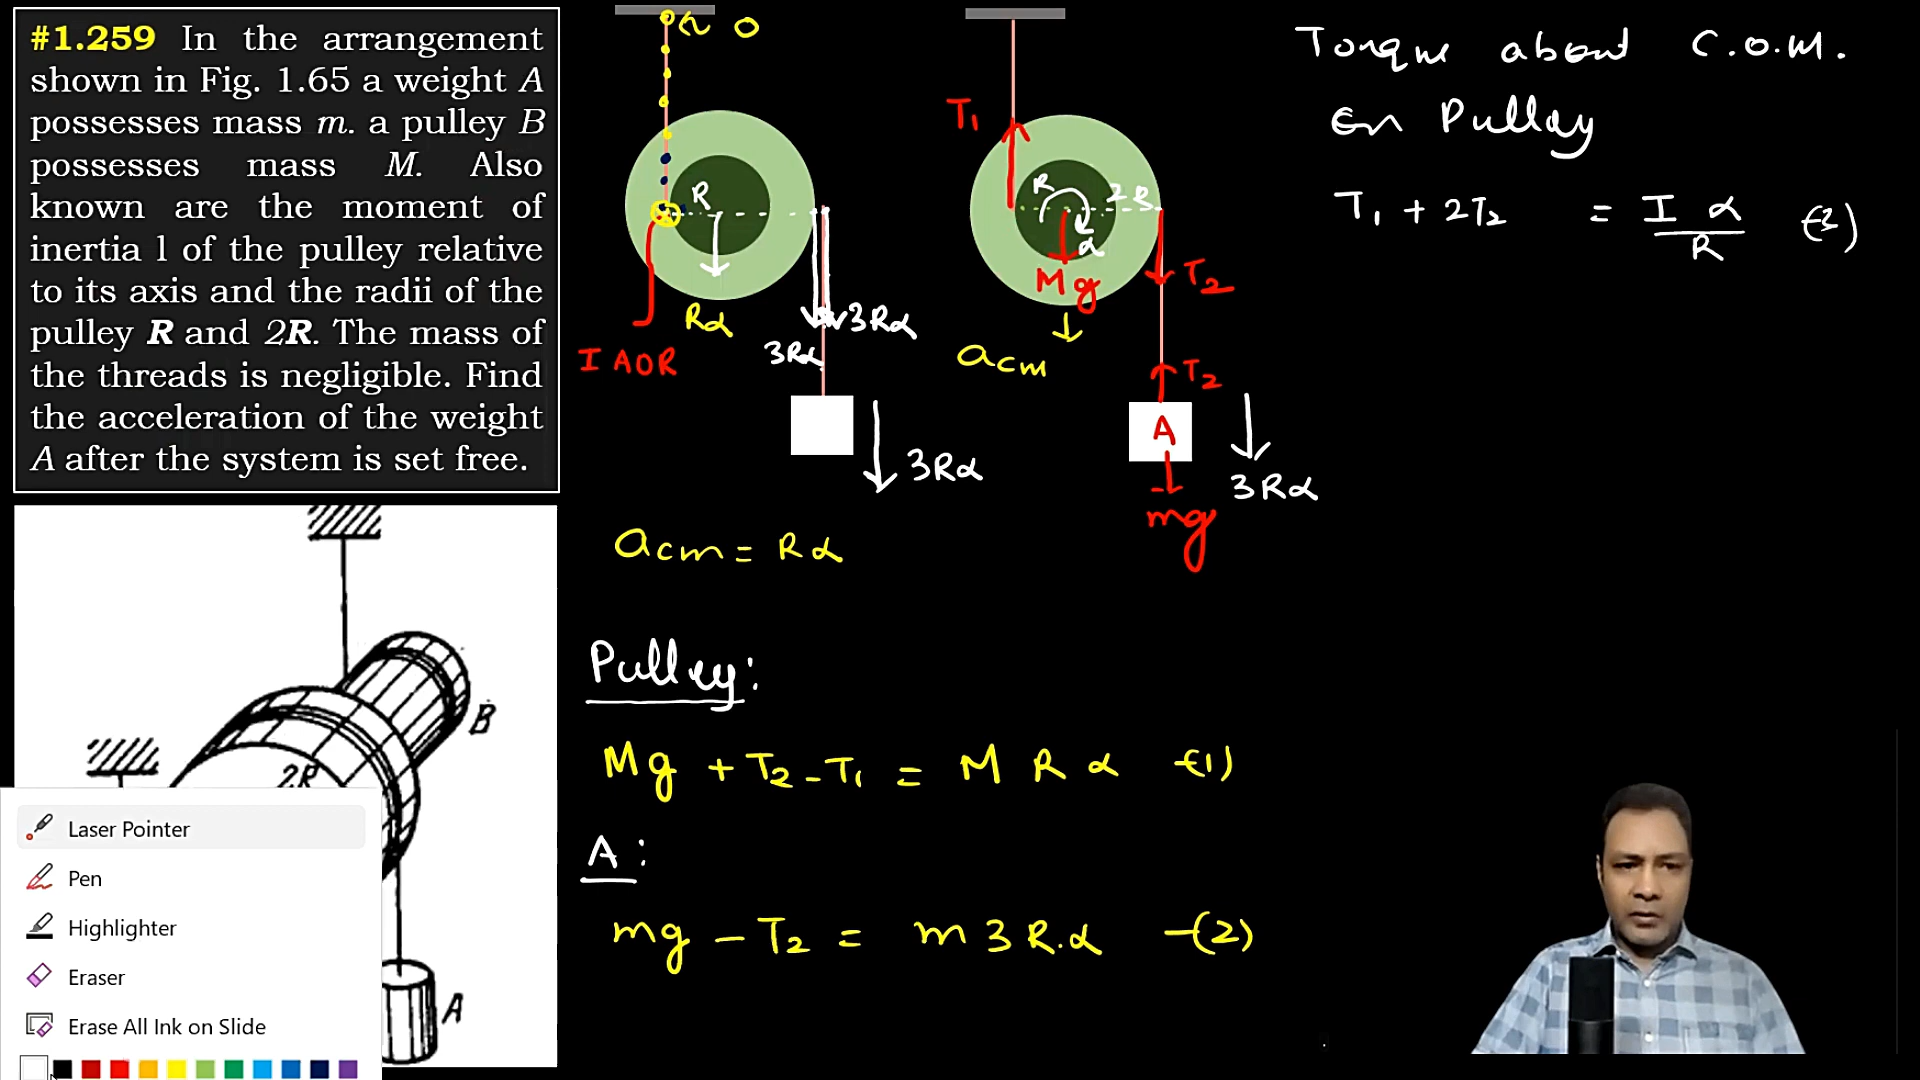 #1.259 In the arrangement
shown in Fig. 1.65 a weight A
possesses mass m. a pulley B
possesses mass M. Also
known are the moment of
inertia l of the pulley relative
to its axis and the radii of the
pulley R and 2R. The mass of
the threads is negligible. Find
the acceleration of the weight
A after the system is set free.
0
R
Rα
3Rα
3Rα
I A O R
3Rα
acm = Rα
T1
R
2R
α
Mg
T2
acm
T2
A
3Rα
mg
Torque about C.O.M.
on Pulley
T1 + 2T2 = I α / R (3)
Pulley:
Mg + T2 - T1 = M R α -(1)
A:
mg - T2 = m 3 R.α -(2)
B
2R
A
Laser Pointer
Pen
Highlighter
Eraser
Erase All Ink on Slide